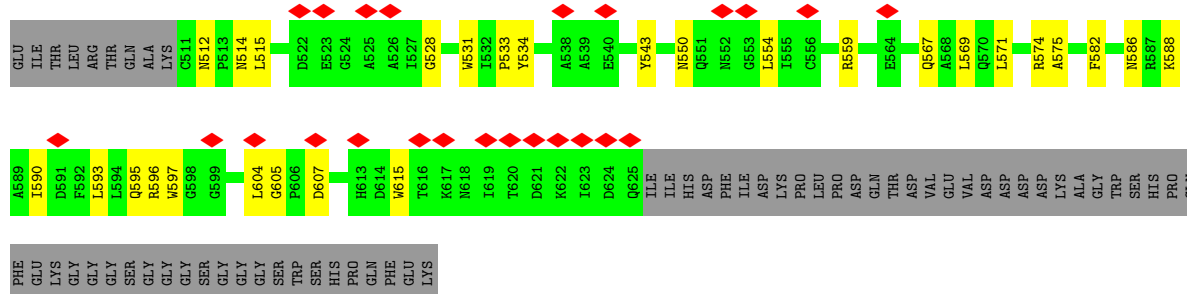 GLU ILE THR LEU ARG THR GLN ALA LYS C511 N512 P513 N514 L515 D522 E523 G524 A525 A526 I527 G528 W531 I532 P533 Y534 A538 A539 E540 Y543 N550 Q551 N552 G553 L554 I555 C556 R559 E564 Q567 A568 L569 Q570 L571 R574 A575 F582 N586 R587 K588
A589 I590 D591 F592 L593 L594 Q595 R596 W597 G598 G599 L604 G605 P606 D607 H613 D614 W615 T616 K617 N618 I619 T620 D621 K622 I623 D624 Q625 ILE ILE HIS ASP PHE ILE ASP LYS PRO LEU PRO ASP GLN THR ASP VAL GLU VAL ASP ASP ASP ASP LYS ALA GLY TRP SER HIS PRO
PHE GLU LYS GLY GLY GLY SER GLY GLY GLY SER GLY GLY GLY SER TRP SER HIS PRO GLN PHE GLU LYS